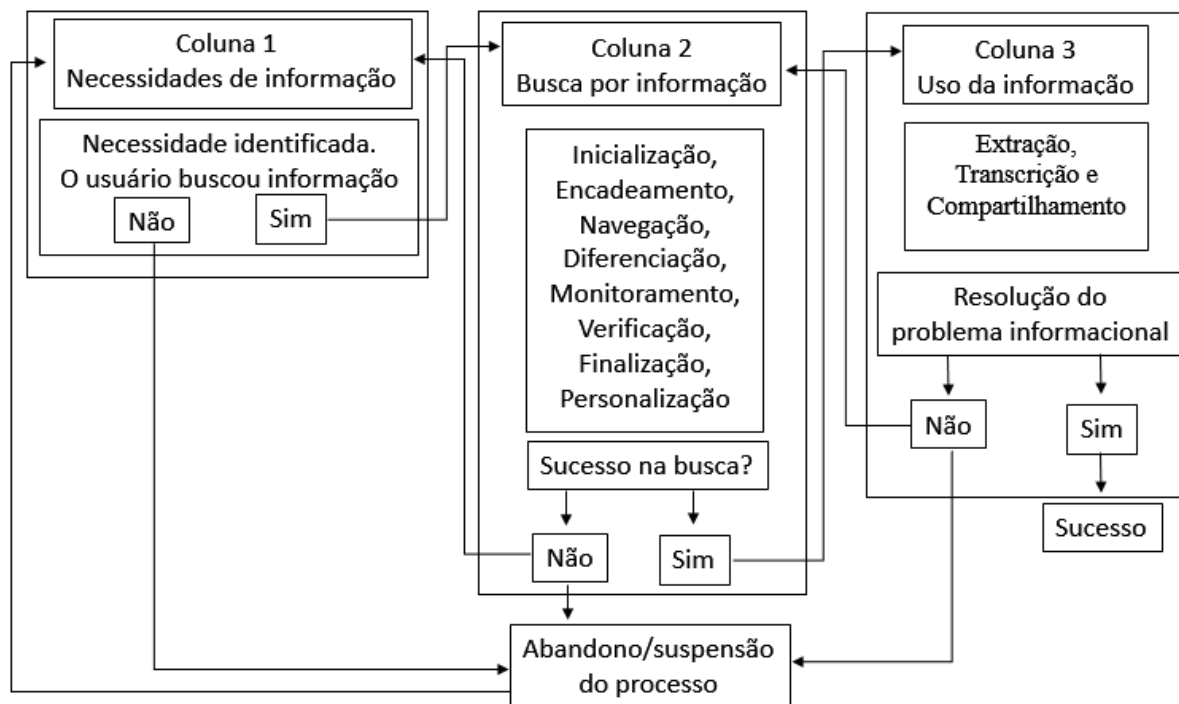 Coluna 1
Necessidades de informação
Necessidade identificada.
O usuário buscou informação
Não
Sim
Coluna 2
Busca por informação
Inicialização,
Encadeamento,
Navegação,
Diferenciação,
Monitoramento,
Verificação,
Finalização,
Personalização
Sucesso na busca?
Não
Sim
Coluna 3
Uso da informação
Extração,
Transcrição e
Compartilhamento
Resolução do
problema informacional
Não
Sim
Sucesso
Abandono/suspensão
do processo